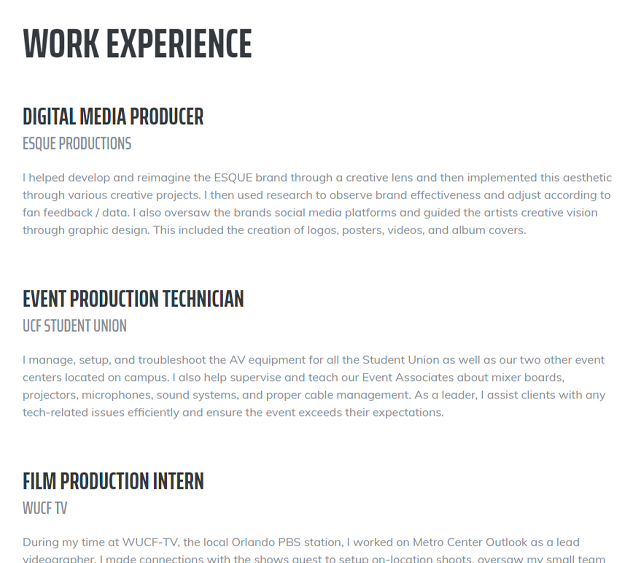 WORK EXPERIENCE
DIGITAL MEDIA PRODUCER
ESQUE PRODUCTIONS
I helped develop and reimagine the ESQUE brand through a creative lens and then implemented this aesthetic
through various creative projects. I then used research to observe brand effectiveness and adjust according to
fan feedback / data. I also oversaw the brands social media platforms and guided the artists creative vision
through graphic design. This included the creation of logos, posters, videos, and album covers.
EVENT PRODUCTION TECHNICIAN
UCF STUDENT UNION
I manage, setup, and troubleshoot the AV equipment for all the Student Union as well as our two other event
centers located on campus. I also help supervise and teach our Event Associates about mixer boards,
projectors, microphones, sound systems, and proper cable management. As a leader, I assist clients with any
tech-related issues efficiently and ensure the event exceeds their expectations.
FILM PRODUCTION INTERN
WUCF TV
During my time at WUCF-TV, the local Orlando PBS station, I worked on Metro Center Outlook as a lead
videographer. I made connections with the shows guest to setup on-location shoots, oversaw my small team